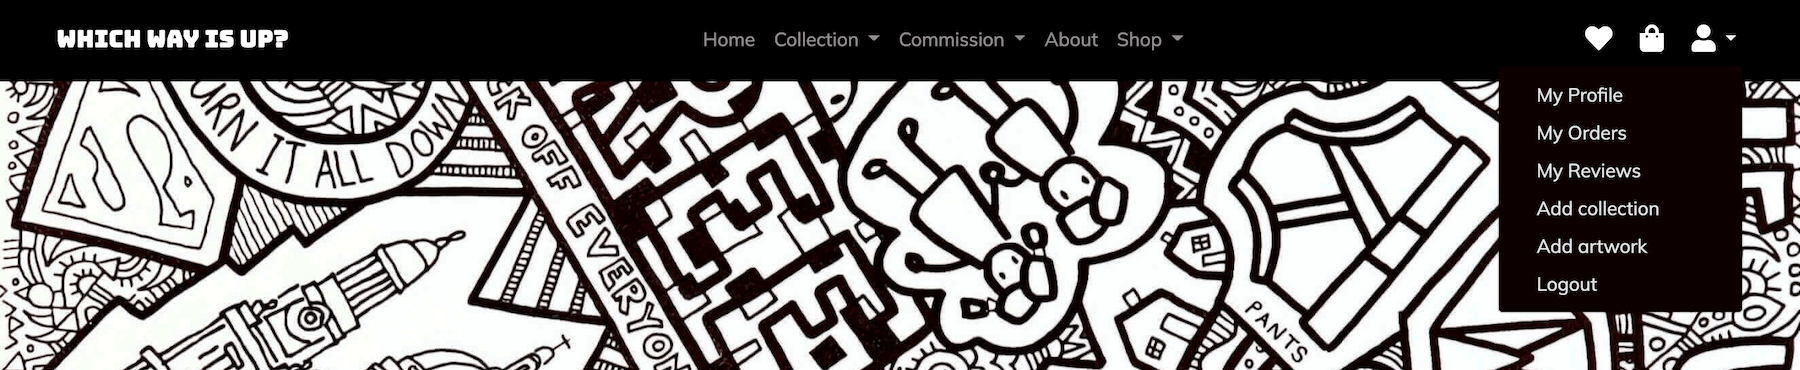 WHICH WAY IS UP?
Home Collection Commission About Shop
My Profile
My Orders
My Reviews
Add collection
Add artwork
Logout
URN IT ALL DOWN
CK OFF EVERYON
PANTS